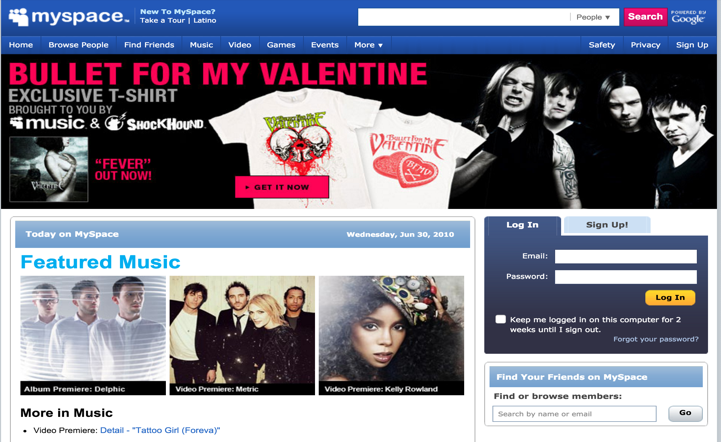 myspace
New To MySpace?
Take a Tour | Latino
People
Search
POWERED BY
Google
Home
Browse People
Find Friends
Music
Video
Games
Events
More
Safety
Privacy
Sign Up
BULLET FOR MY VALENTINE
EXCLUSIVE T-SHIRT
BROUGHT TO YOU BY
music & SHOCKHOUND
"FEVER"
OUT NOW!
GET IT NOW
Today on MySpace
Wednesday, Jun 30, 2010
Featured Music
Album Premiere: Delphic
Video Premiere: Metric
Video Premiere: Kelly Rowland
More in Music
Video Premiere: Detail - "Tattoo Girl (Foreva)"
Log In
Sign Up!
Email:
Password:
Log In
Keep me logged in on this computer for 2
weeks until I sign out.
Forgot your password?
Find Your Friends on MySpace
Find or browse members:
Search by name or email
Go